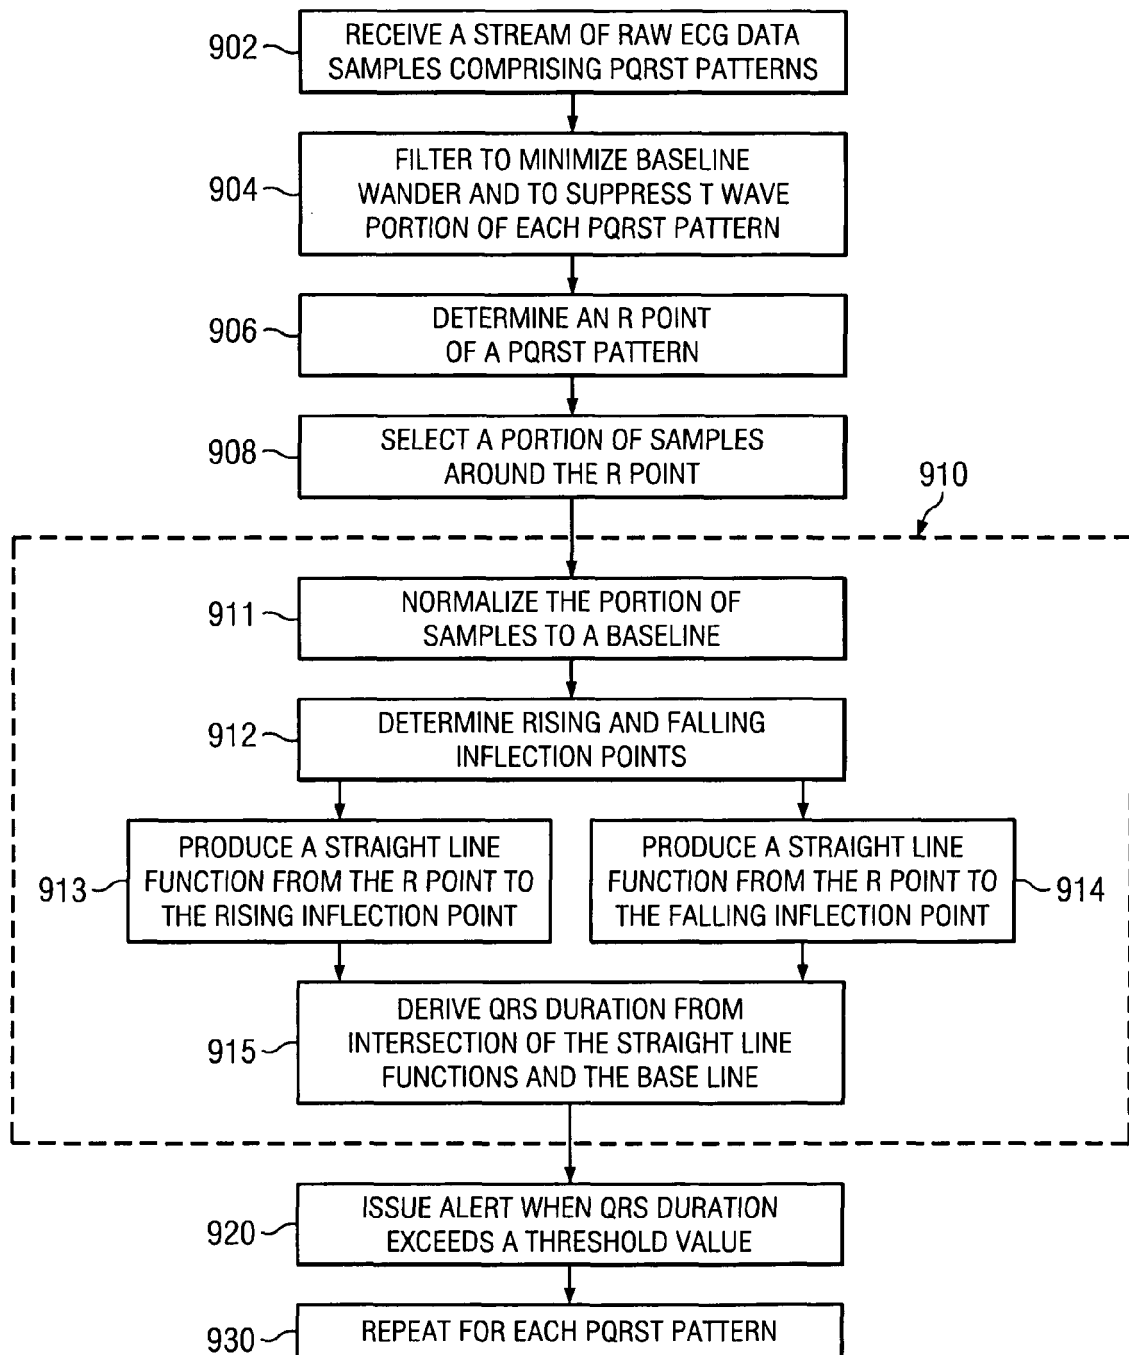 902
RECEIVE A STREAM OF RAW ECG DATA
SAMPLES COMPRISING PQRST PATTERNS
904
FILTER TO MINIMIZE BASELINE
WANDER AND TO SUPPRESS T WAVE
PORTION OF EACH PQRST PATTERN
906
DETERMINE AN R POINT
OF A PQRST PATTERN
908
SELECT A PORTION OF SAMPLES
AROUND THE R POINT
910
911
NORMALIZE THE PORTION OF
SAMPLES TO A BASELINE
912
DETERMINE RISING AND FALLING
INFLECTION POINTS
913
PRODUCE A STRAIGHT LINE
FUNCTION FROM THE R POINT TO
THE RISING INFLECTION POINT
PRODUCE A STRAIGHT LINE
FUNCTION FROM THE R POINT TO
THE FALLING INFLECTION POINT
914
915
DERIVE QRS DURATION FROM
INTERSECTION OF THE STRAIGHT LINE
FUNCTIONS AND THE BASE LINE
920
ISSUE ALERT WHEN QRS DURATION
EXCEEDS A THRESHOLD VALUE
930
REPEAT FOR EACH PQRST PATTERN